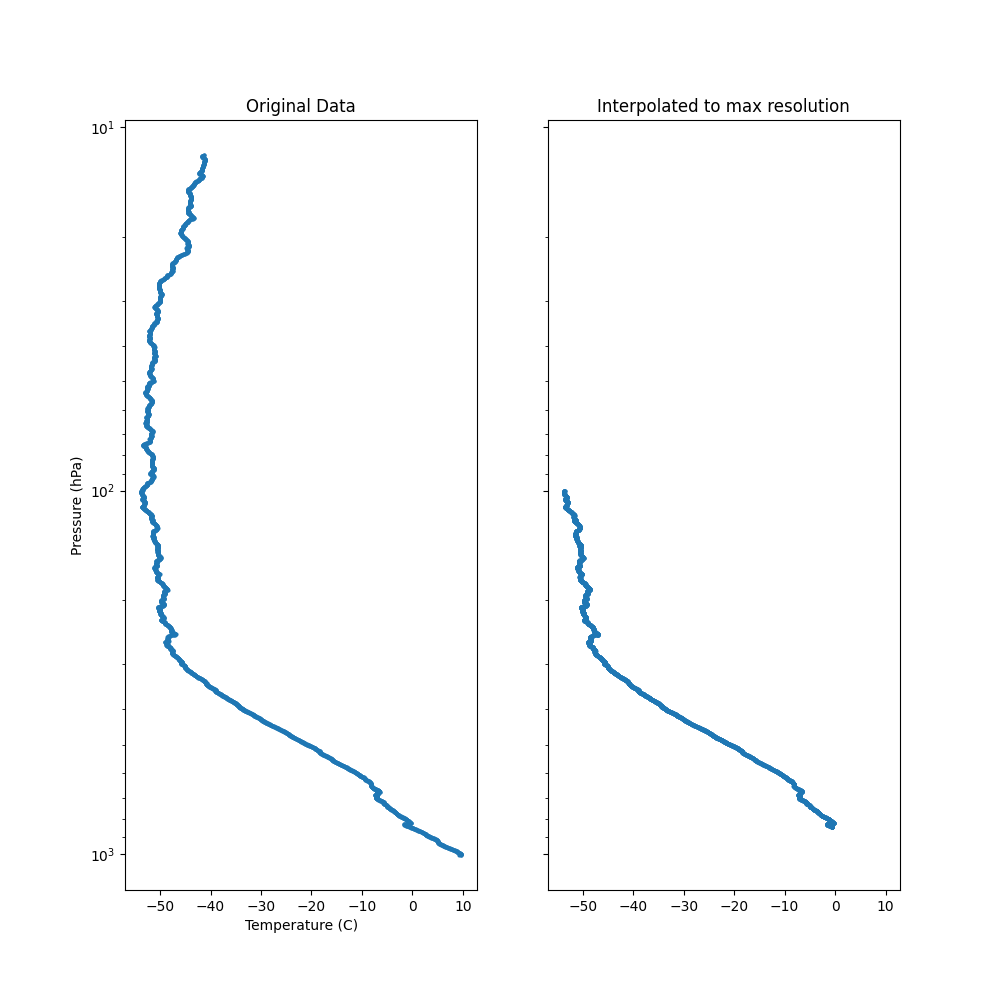 Original Data
Interpolated to max resolution
10¹
10²
10³
Pressure (hPa)
−50 −40 −30 −20 −10 0 10
−50 −40 −30 −20 −10 0 10
Temperature (C)